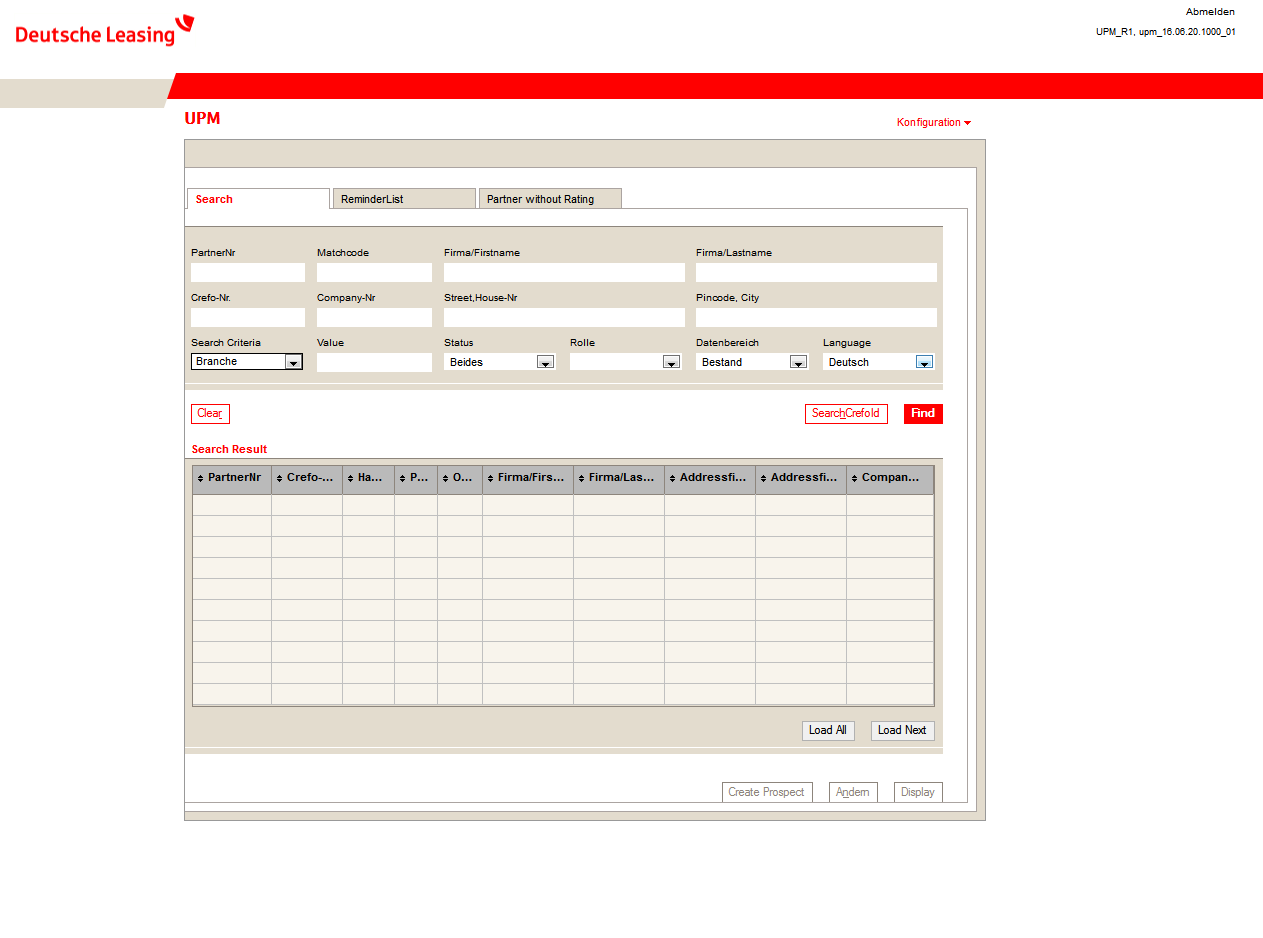 Abmelden
Deutsche Leasing
UPM_R1, upm_16.06.20.1000_01
UPM
Konfiguration
Search ReminderList Partner without Rating
PartnerNr Matchcode Firma/Firstname Firma/Lastname
Crefo-Nr. Company-Nr Street,House-Nr Pincode, City
Search Criteria Value Status Rolle Datenbereich Language
Branche Beides Bestand Deutsch
Clear SearchCrefoId Find
Search Result
PartnerNr Crefo-... Ha... P... O... Firma/Firs... Firma/Las... Addressfi... Addressfi... Compan...
Load All Load Next
Create Prospect Andern Display